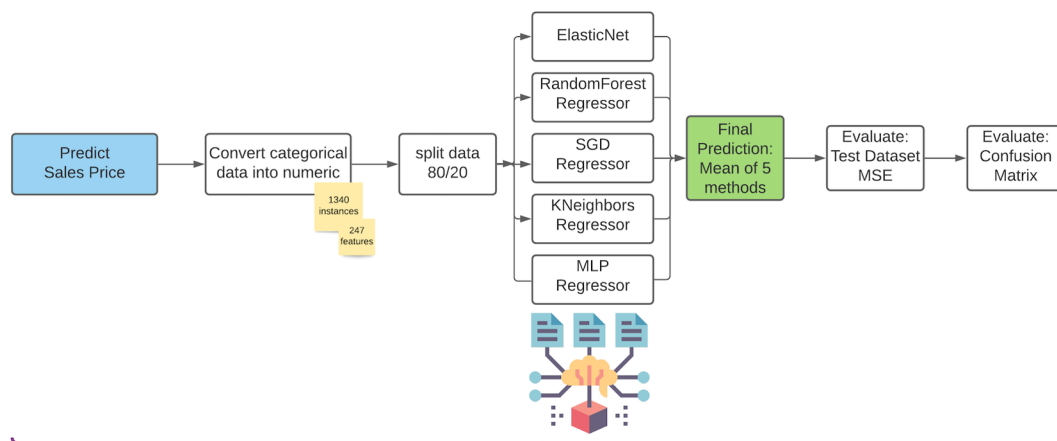 Predict
Sales Price
Convert categorical
data into numeric
1340
instances
247
features
split data
80/20
ElasticNet
RandomForest
Regressor
SGD
Regressor
KNeighbors
Regressor
MLP
Regressor
Final
Prediction:
Mean of 5
methods
Evaluate:
Test Dataset
MSE
Evaluate:
Confusion
Matrix